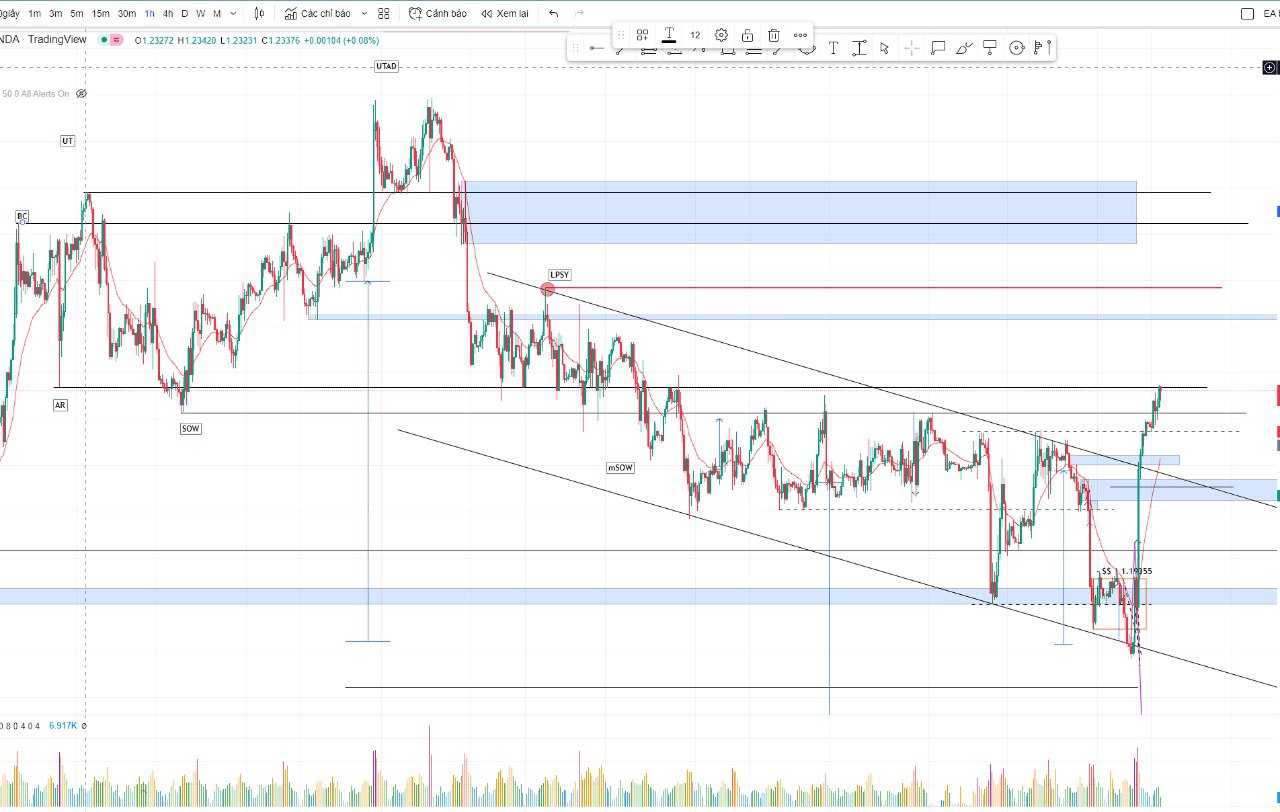 0giây 1m 3m 5m 15m 30m 1h 4h D W M Các chỉ báo Cảnh báo Xem lại EA
NDA · TradingView O1.23272 H1.23420 L1.23231 C1.23376 +0.00104 (+0.08%)
T 12
T
50 0 All Alerts On
UTAD
UT
BC
LPSY
AR
SOW
mSOW
SS 1.19355
0 8 0 4 0 4 6.917K ø